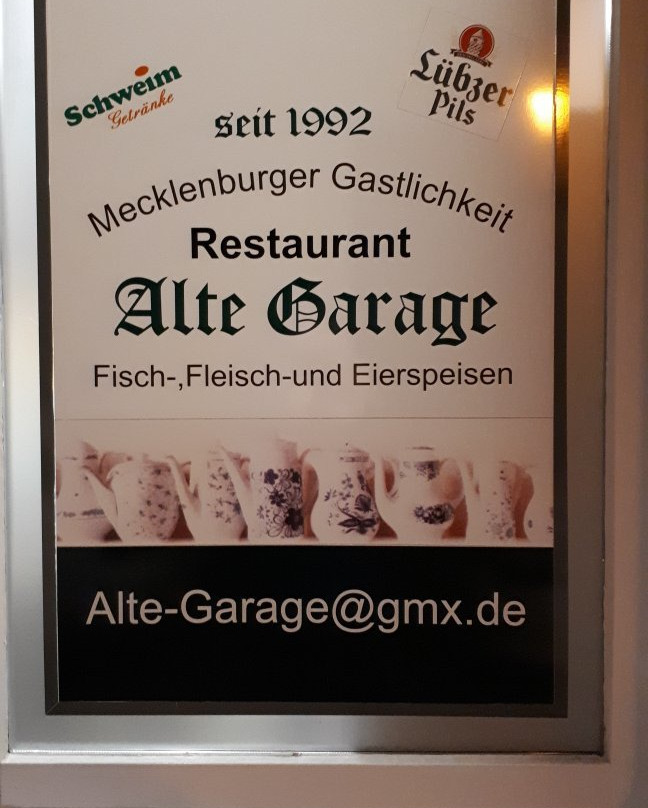 Schweim
Getränke
Lübzer
Pils
seit 1992
Mecklenburger Gastlichkeit
Restaurant
Alte Garage
Fisch-,Fleisch-und Eierspeisen
Alte-Garage@gmx.de